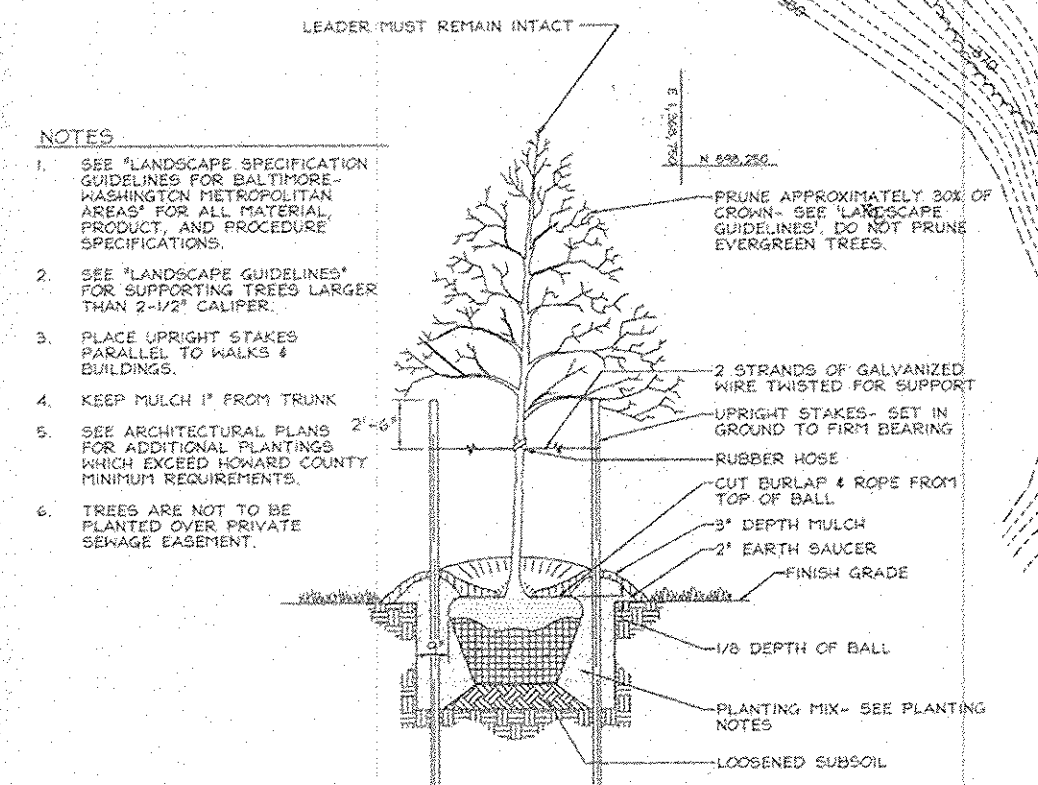 LEADER MUST REMAIN INTACT
NOTES
1. SEE "LANDSCAPE SPECIFICATION
GUIDELINES FOR BALTIMORE-
WASHINGTON METROPOLITAN
AREAS" FOR ALL MATERIAL,
PRODUCT, AND PROCEDURE
SPECIFICATIONS.
2. SEE "LANDSCAPE GUIDELINES"
FOR SUPPORTING TREES LARGER
THAN 2-1/2" CALIPER.
3. PLACE UPRIGHT STAKES
PARALLEL TO WALKS &
BUILDINGS.
4. KEEP MULCH 1" FROM TRUNK
5. SEE ARCHITECTURAL PLANS
FOR ADDITIONAL PLANTINGS
WHICH EXCEED HOWARD COUNTY
MINIMUM REQUIREMENTS.
6. TREES ARE NOT TO BE
PLANTED OVER PRIVATE
SEWAGE EASEMENT.
370
N 598,250
PRUNE APPROXIMATELY 30% OF
CROWN- SEE 'LANDSCAPE
GUIDELINES'. DO NOT PRUNE
EVERGREEN TREES.
2 STRANDS OF GALVANIZED
WIRE TWISTED FOR SUPPORT
UPRIGHT STAKES- SET IN
GROUND TO FIRM BEARING
2'-6"
RUBBER HOSE
CUT BURLAP & ROPE FROM
TOP OF BALL
3" DEPTH MULCH
2" EARTH SAUCER
FINISH GRADE
9"
1/8 DEPTH OF BALL
PLANTING MIX- SEE PLANTING
NOTES
LOOSENED SUBSOIL